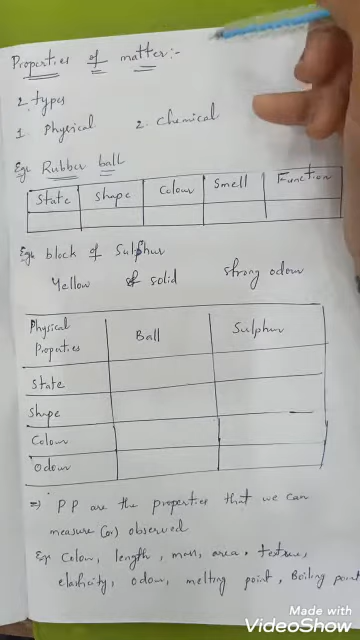 Properties of matter:-
2 types
1. Physical 2. Chemical
Eg:- Rubber ball
State Shape Colour Smell Function
Eg:- block of Sulphur
Yellow solid strong odour
Physical Properties Ball Sulphur
State
Shape
Colour
Odour
=> PP are the properties that we can
measure (or) observed
Eg:- Colour, length, mass, area, texture,
elasticity, odour, melting point, Boiling point
Made with
VideoShow